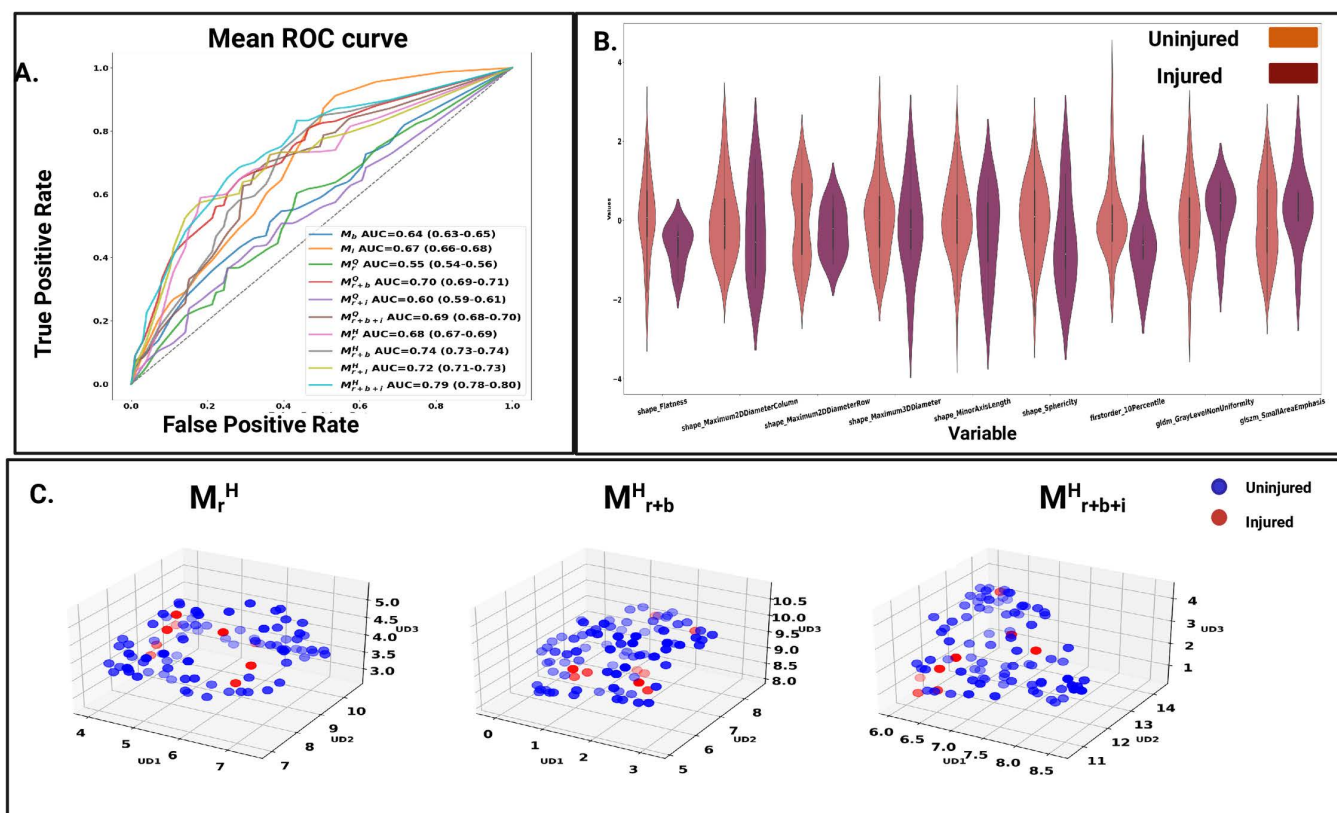 A.
Mean ROC curve
True Positive Rate
1.0
0.8
0.6
0.4
0.2
0.0
M_b AUC=0.64 (0.63-0.65)
M_i AUC=0.67 (0.66-0.68)
M_r^Q AUC=0.55 (0.54-0.56)
M_{r+b}^Q AUC=0.70 (0.69-0.71)
M_{r+i}^Q AUC=0.60 (0.59-0.61)
M_{r+b+i}^Q AUC=0.69 (0.68-0.70)
M_r^H AUC=0.68 (0.67-0.69)
M_{r+b}^H AUC=0.74 (0.73-0.74)
M_{r+i}^H AUC=0.72 (0.71-0.73)
M_{r+b+i}^H AUC=0.79 (0.78-0.80)
0.0 0.2 0.4 0.6 0.8 1.0
False Positive Rate
B.
Uninjured
Injured
Values
4
2
0
−2
−4
shape_Flatness
shape_Maximum2DDiameterColumn
shape_Maximum2DDiameterRow
shape_Maximum3DDiameter
shape_MinorAxisLength
shape_Sphericity
firstorder_10Percentile
gldm_GrayLevelNonUniformity
glszm_SmallAreaEmphasis
Variable
C.
M_r^H
5.0
4.5
4.0
3.5
3.0
UD3
10
9
8
7
UD2
4 5 6 7
UD1
M^H_{r+b}
10.5
10.0
9.5
9.0
8.5
8.0
UD3
8
7
6
5
UD2
0 1 2 3
UD1
M^H_{r+b+i}
4
3
2
1
UD3
14
13
12
11
UD2
6.0 6.5 7.0 7.5 8.0 8.5
UD1
Uninjured
Injured